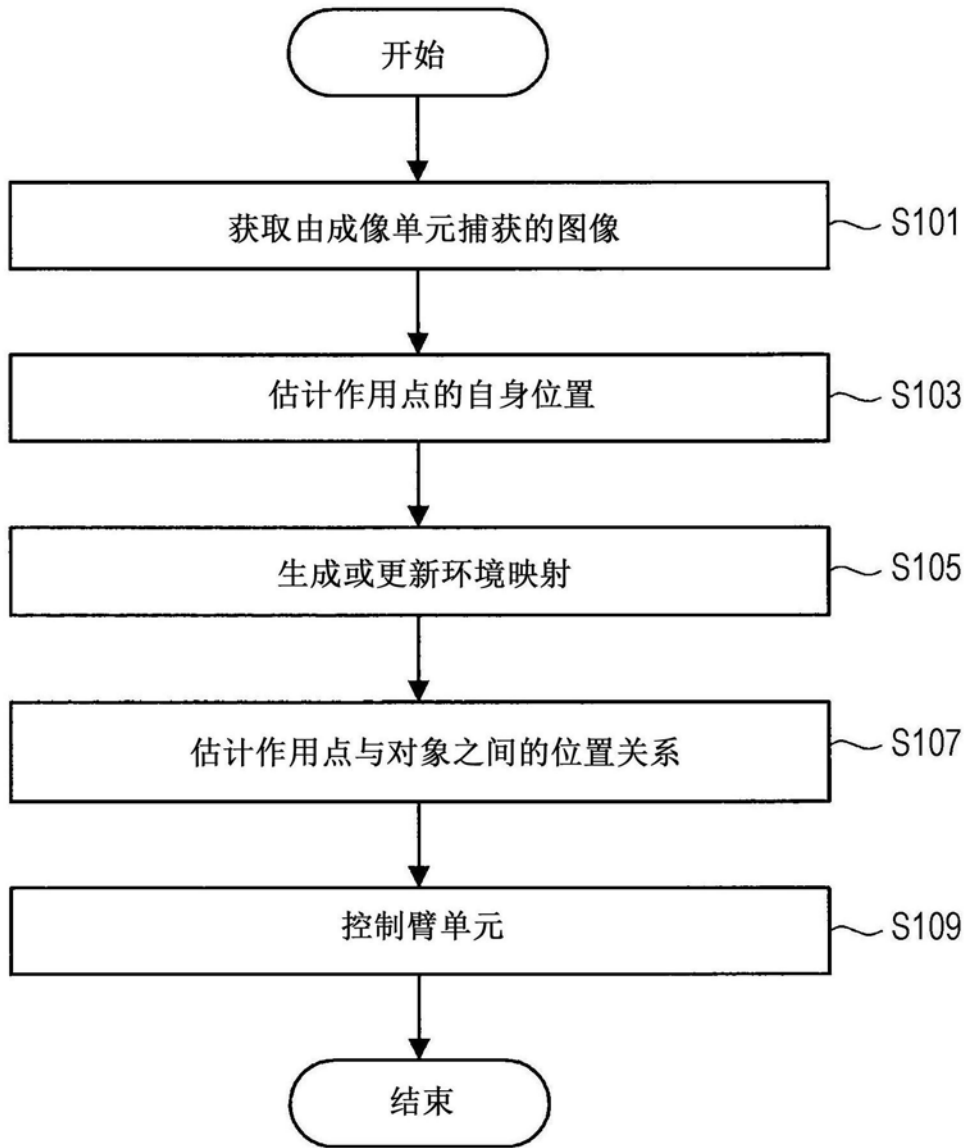 开始
获取由成像单元捕获的图像 S101
估计作用点的自身位置 S103
生成或更新环境映射 S105
估计作用点与对象之间的位置关系 S107
控制臂单元 S109
结束